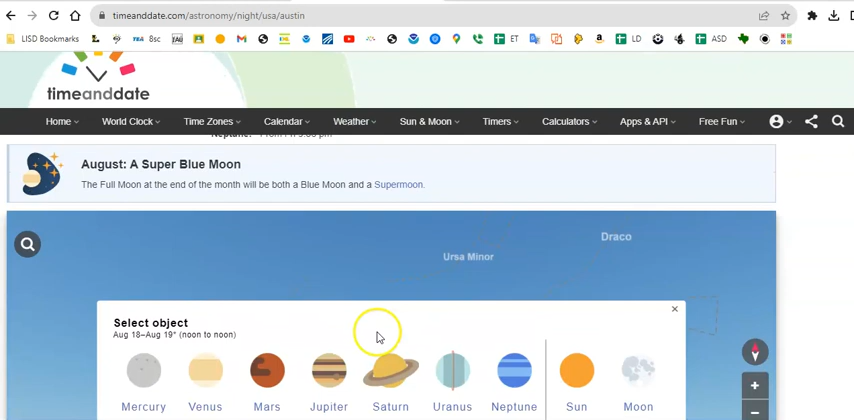 timeanddate.com/astronomy/night/usa/austin
LISD Bookmarks TEA 8sc ET LD ASD
timeanddate
Home World Clock Time Zones Calendar Weather Sun & Moon Timers Calculators Apps & API Free Fun
August: A Super Blue Moon
The Full Moon at the end of the month will be both a Blue Moon and a Supermoon.
Draco
Ursa Minor
Select object
Aug 18–Aug 19* (noon to noon)
Mercury Venus Mars Jupiter Saturn Uranus Neptune Sun Moon